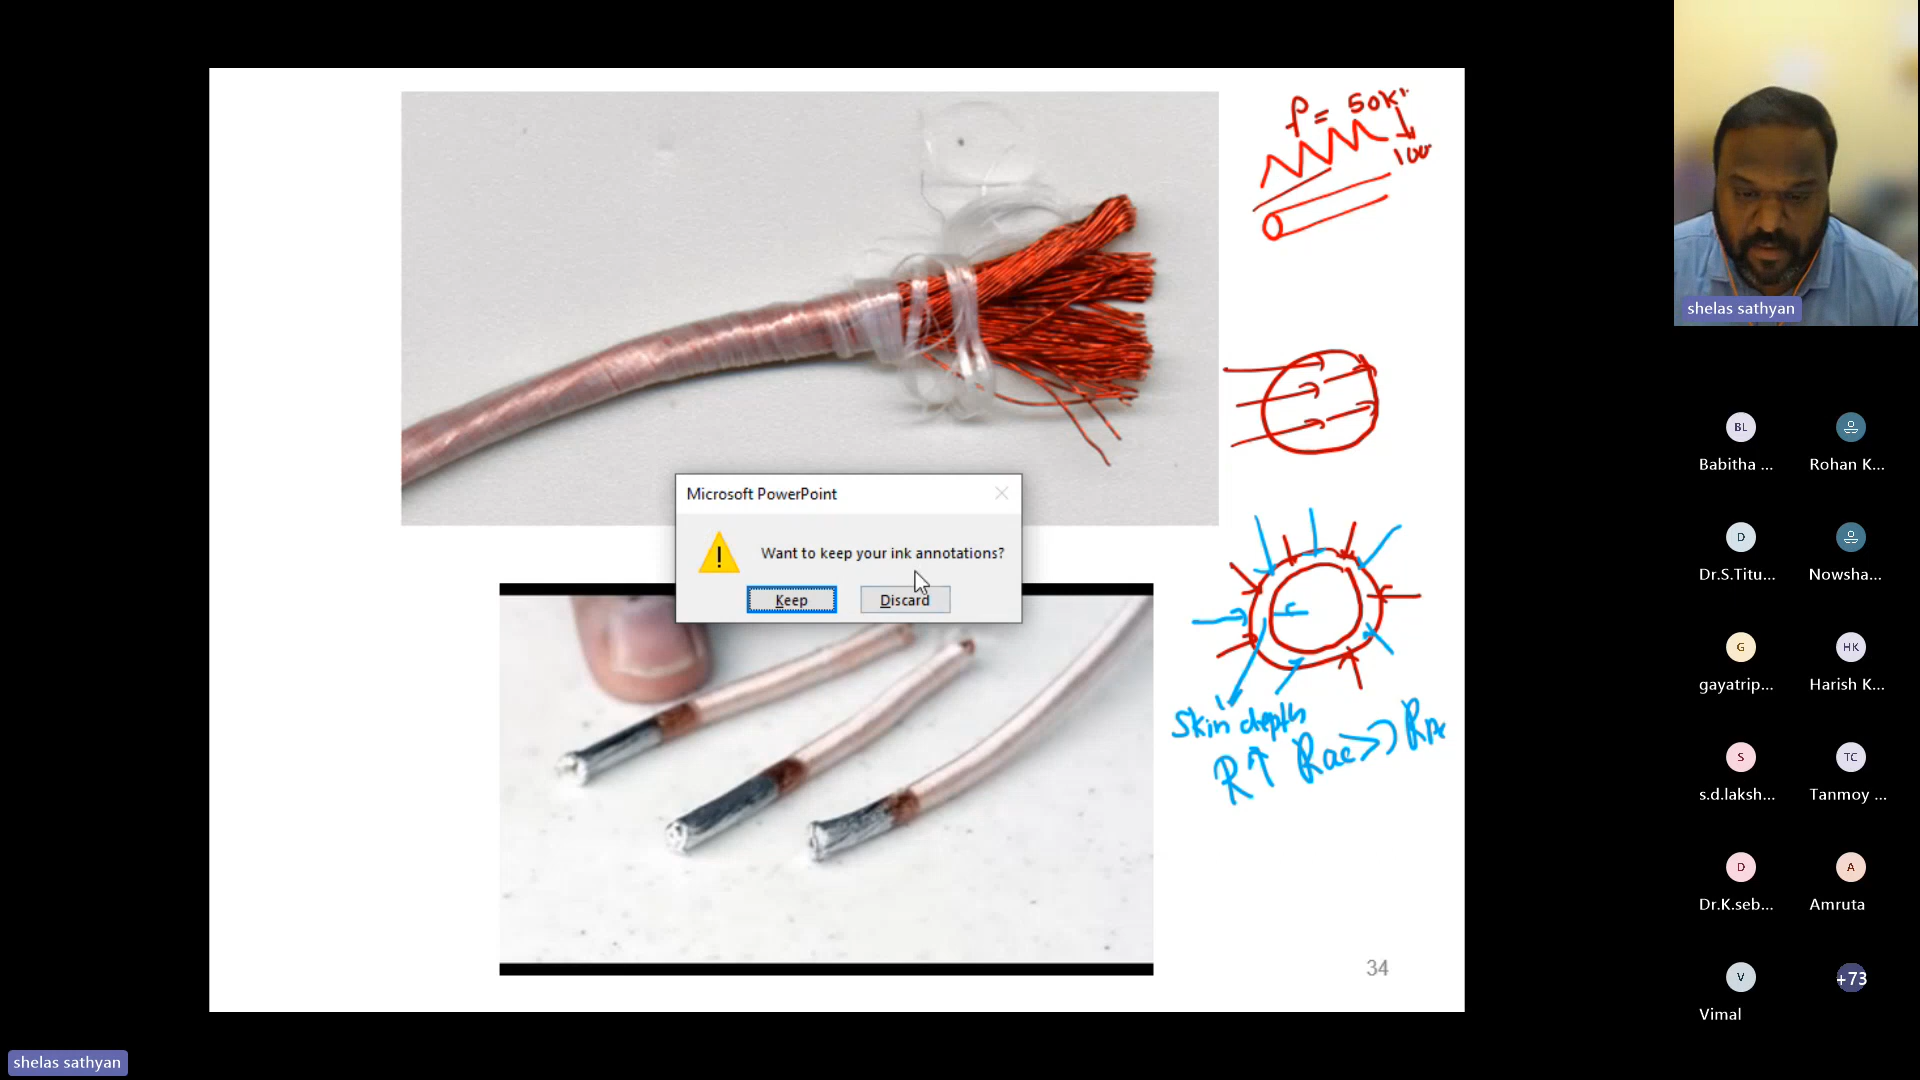 f = 50K
100
Microsoft PowerPoint
Want to keep your ink annotations?
Keep
Discard
Skin depth
R↑ Rac>>RDc
34
shelas sathyan
BL
Babitha ...
Rohan K...
D
Dr.S.Titu...
Nowsha...
G
gayatrip...
HK
Harish K...
S
s.d.laksh...
TC
Tanmoy ...
D
Dr.K.seb...
A
Amruta
V
Vimal
+73
shelas sathyan